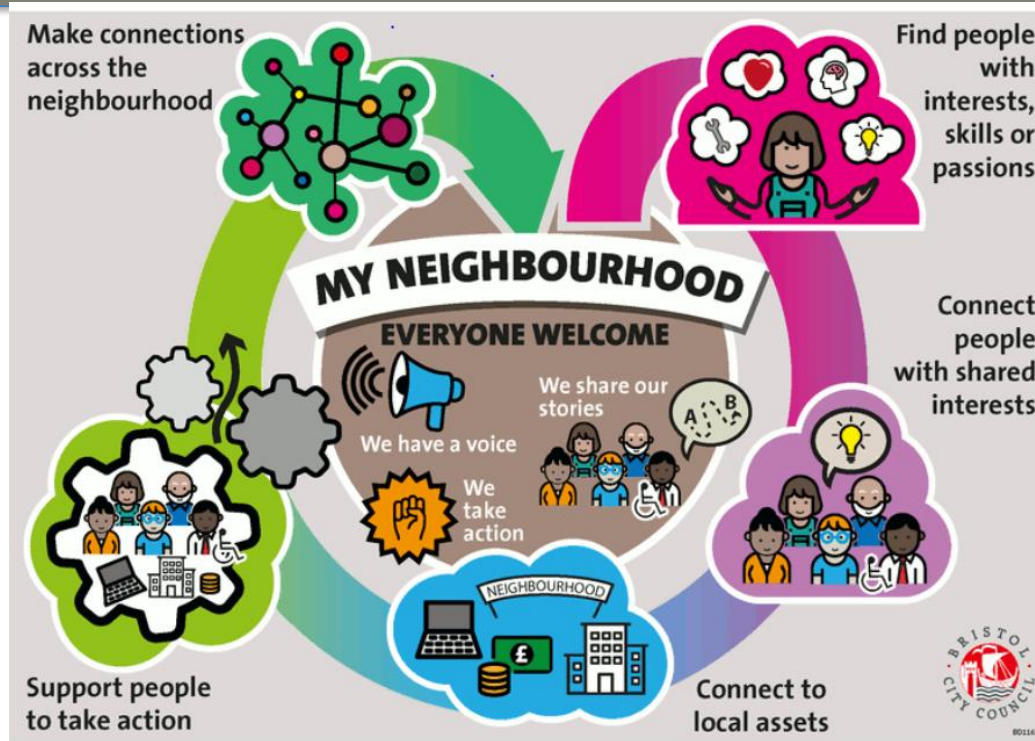 Make connections
across the
neighbourhood
Find people
with
interests,
skills or
passions
MY NEIGHBOURHOOD
EVERYONE WELCOME
We have a voice
We share our
stories
A B
We
take
action
Connect
people
with shared
interests
NEIGHBOURHOOD
£
Support people
to take action
Connect to
local assets
BRISTOL
CITY COUNCIL